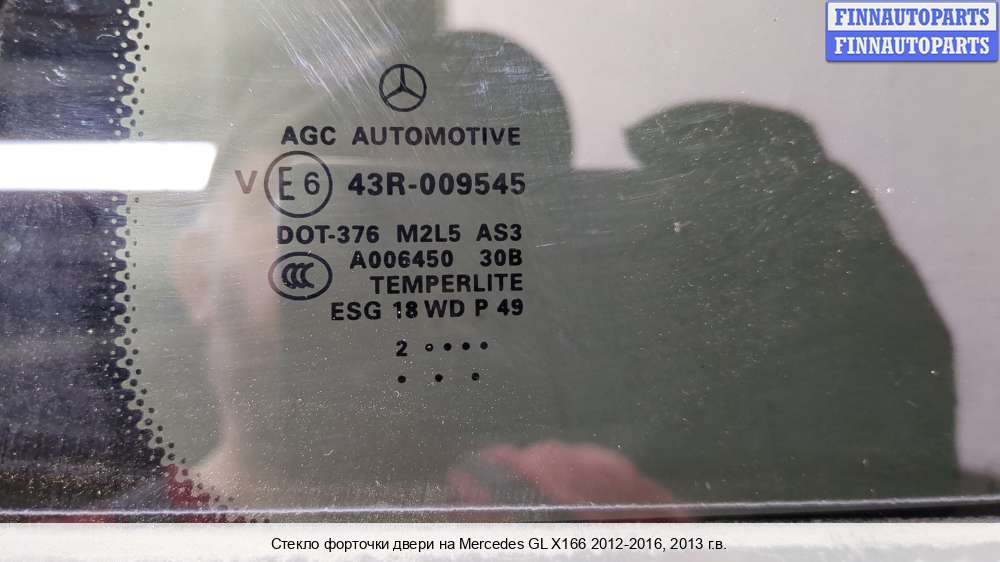 FINNAUTOPARTS
FINNAUTOPARTS
AGC AUTOMOTIVE
V E6 43R-009545
DOT-376 M2L5 AS3
CCC A006450 30B
TEMPERLITE
ESG 18 WD P 49
2
Стекло форточки двери на Mercedes GL X166 2012-2016, 2013 г.в.